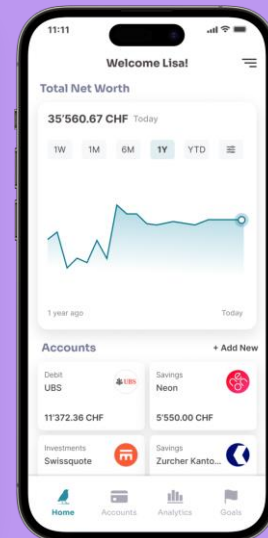 11:11
Welcome Lisa!
Total Net Worth
35'560.67 CHF Today
1W 1M 6M 1Y YTD
1 year ago Today
Accounts + Add New
Debit
UBS
UBS
11'372.36 CHF
Savings
Neon
5'550.00 CHF
Investments
Swissquote
Savings
Zurcher Kanto...
Home Accounts Analytics Goals